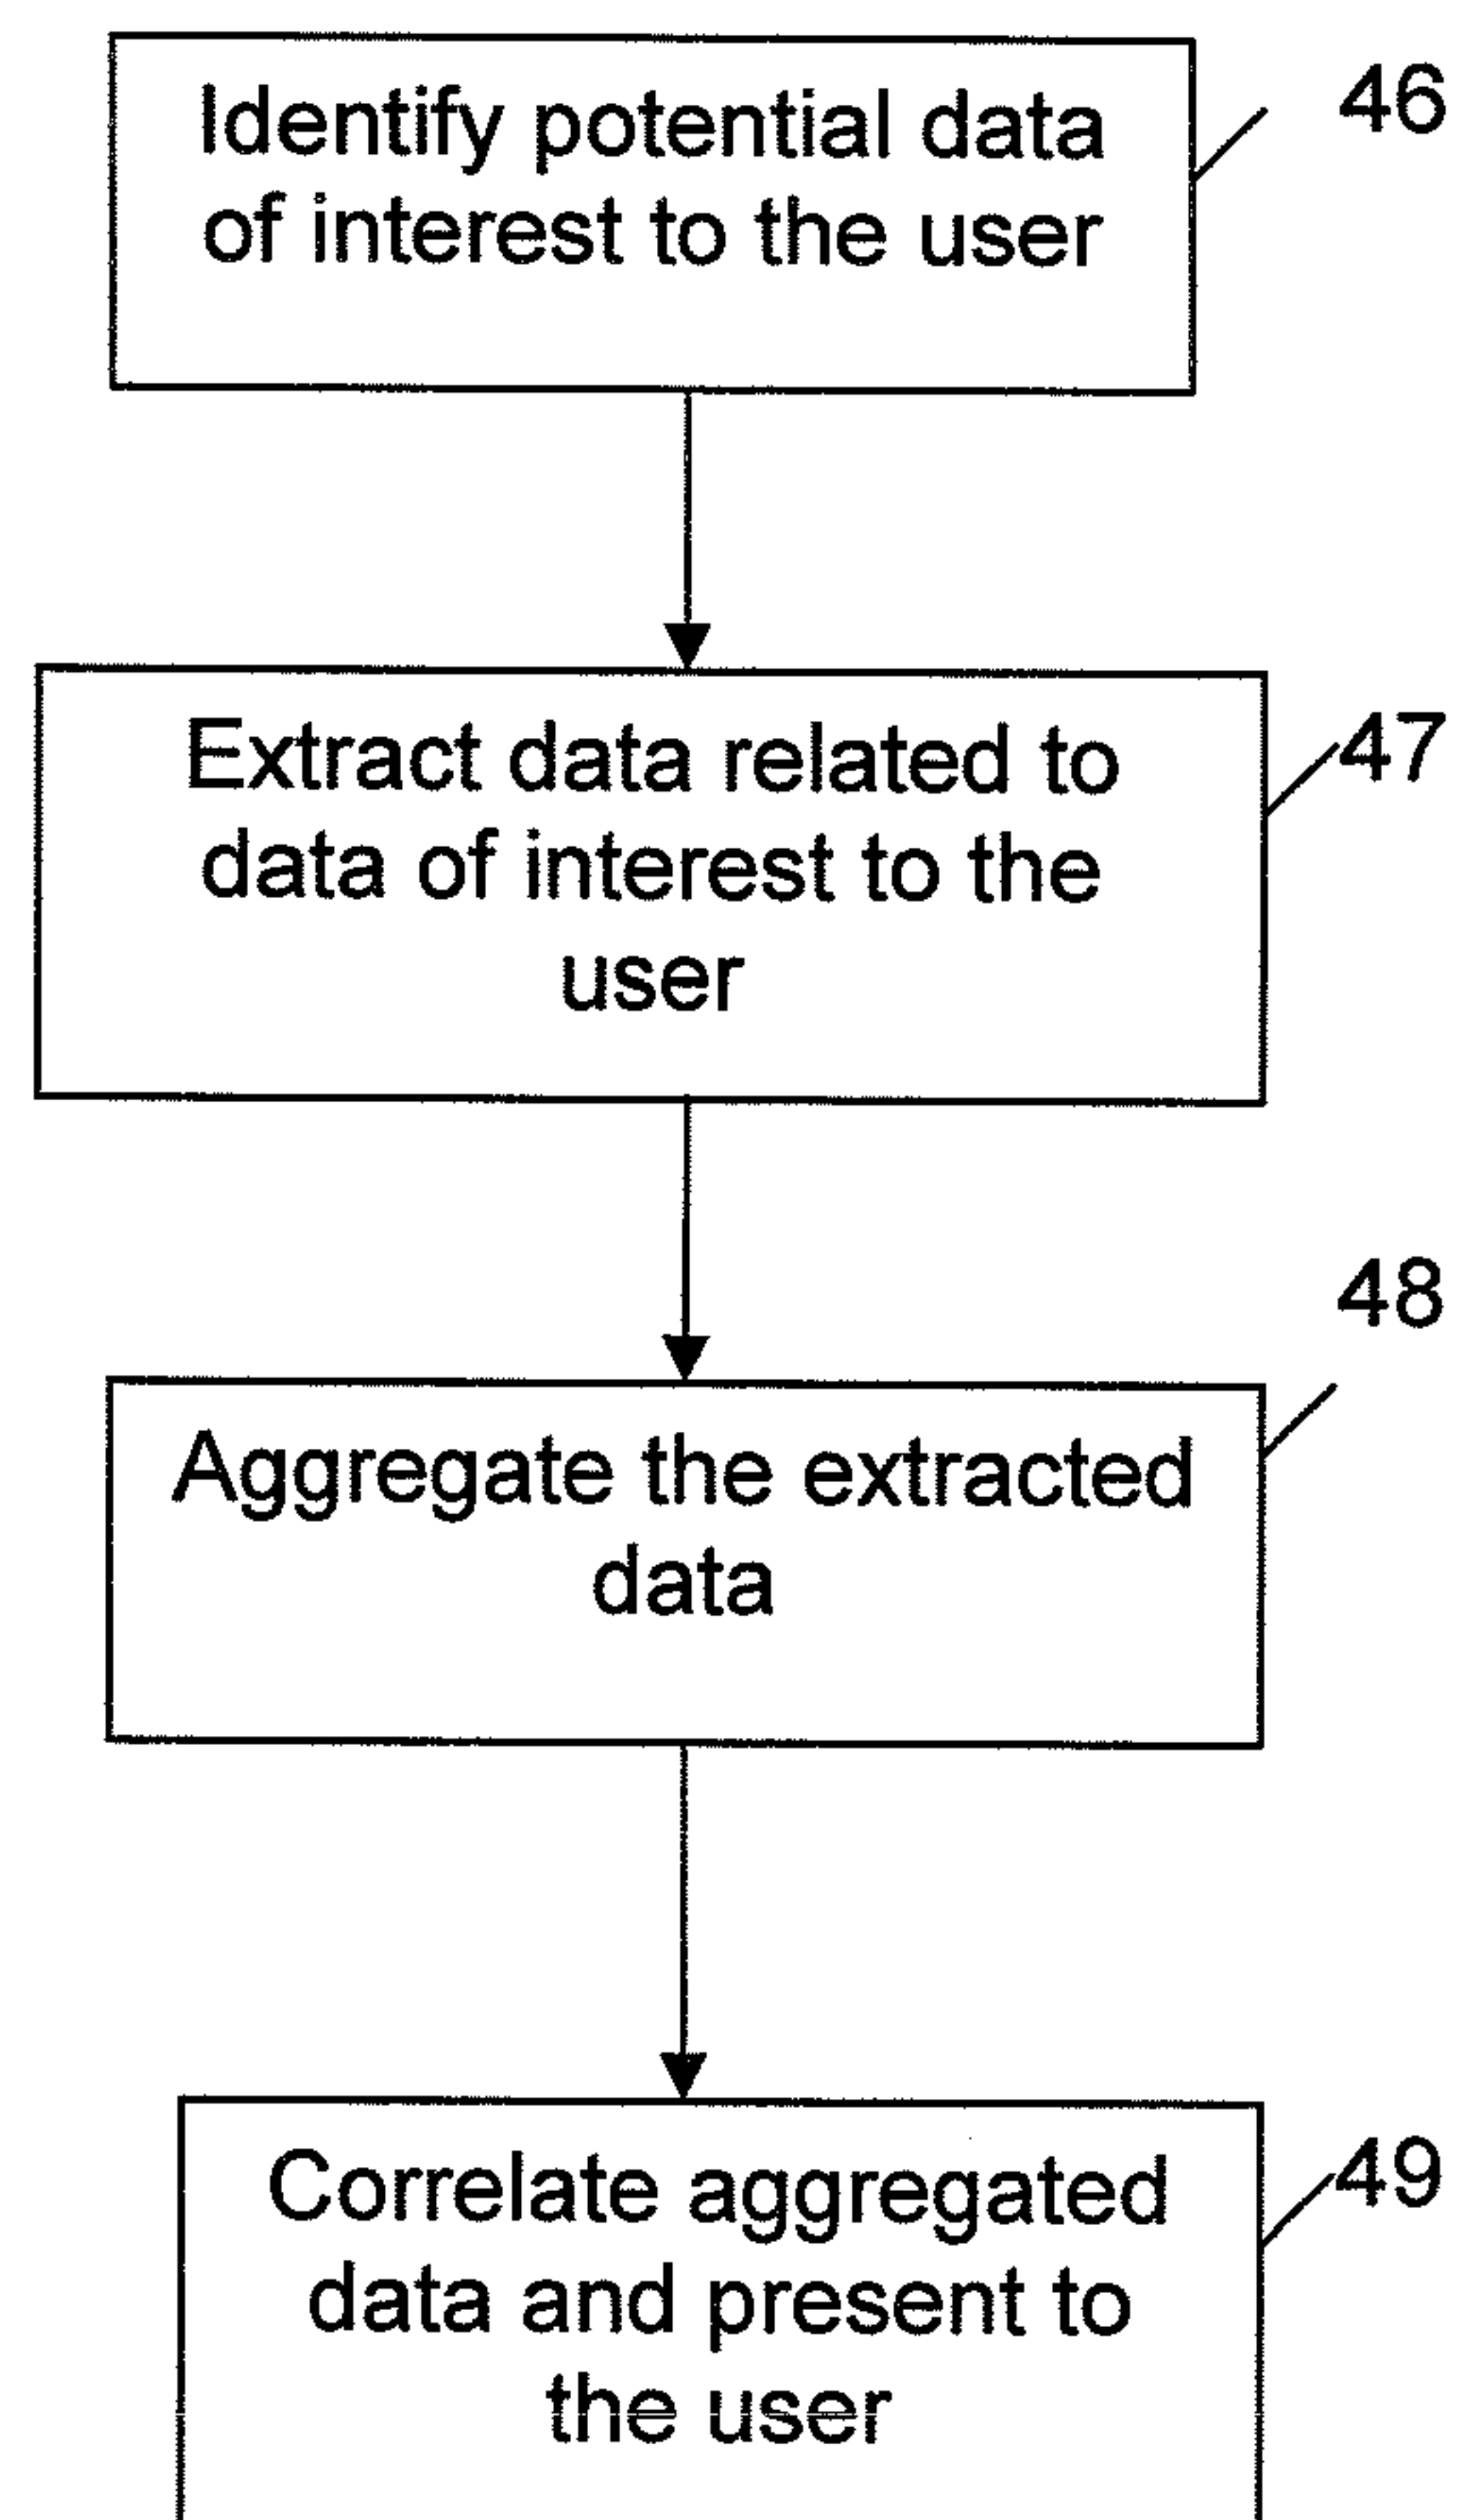 Identify potential data
of interest to the user
46
Extract data related to
data of interest to the
user
47
48
Aggregate the extracted
data
Correlate aggregated
data and present to
the user
49